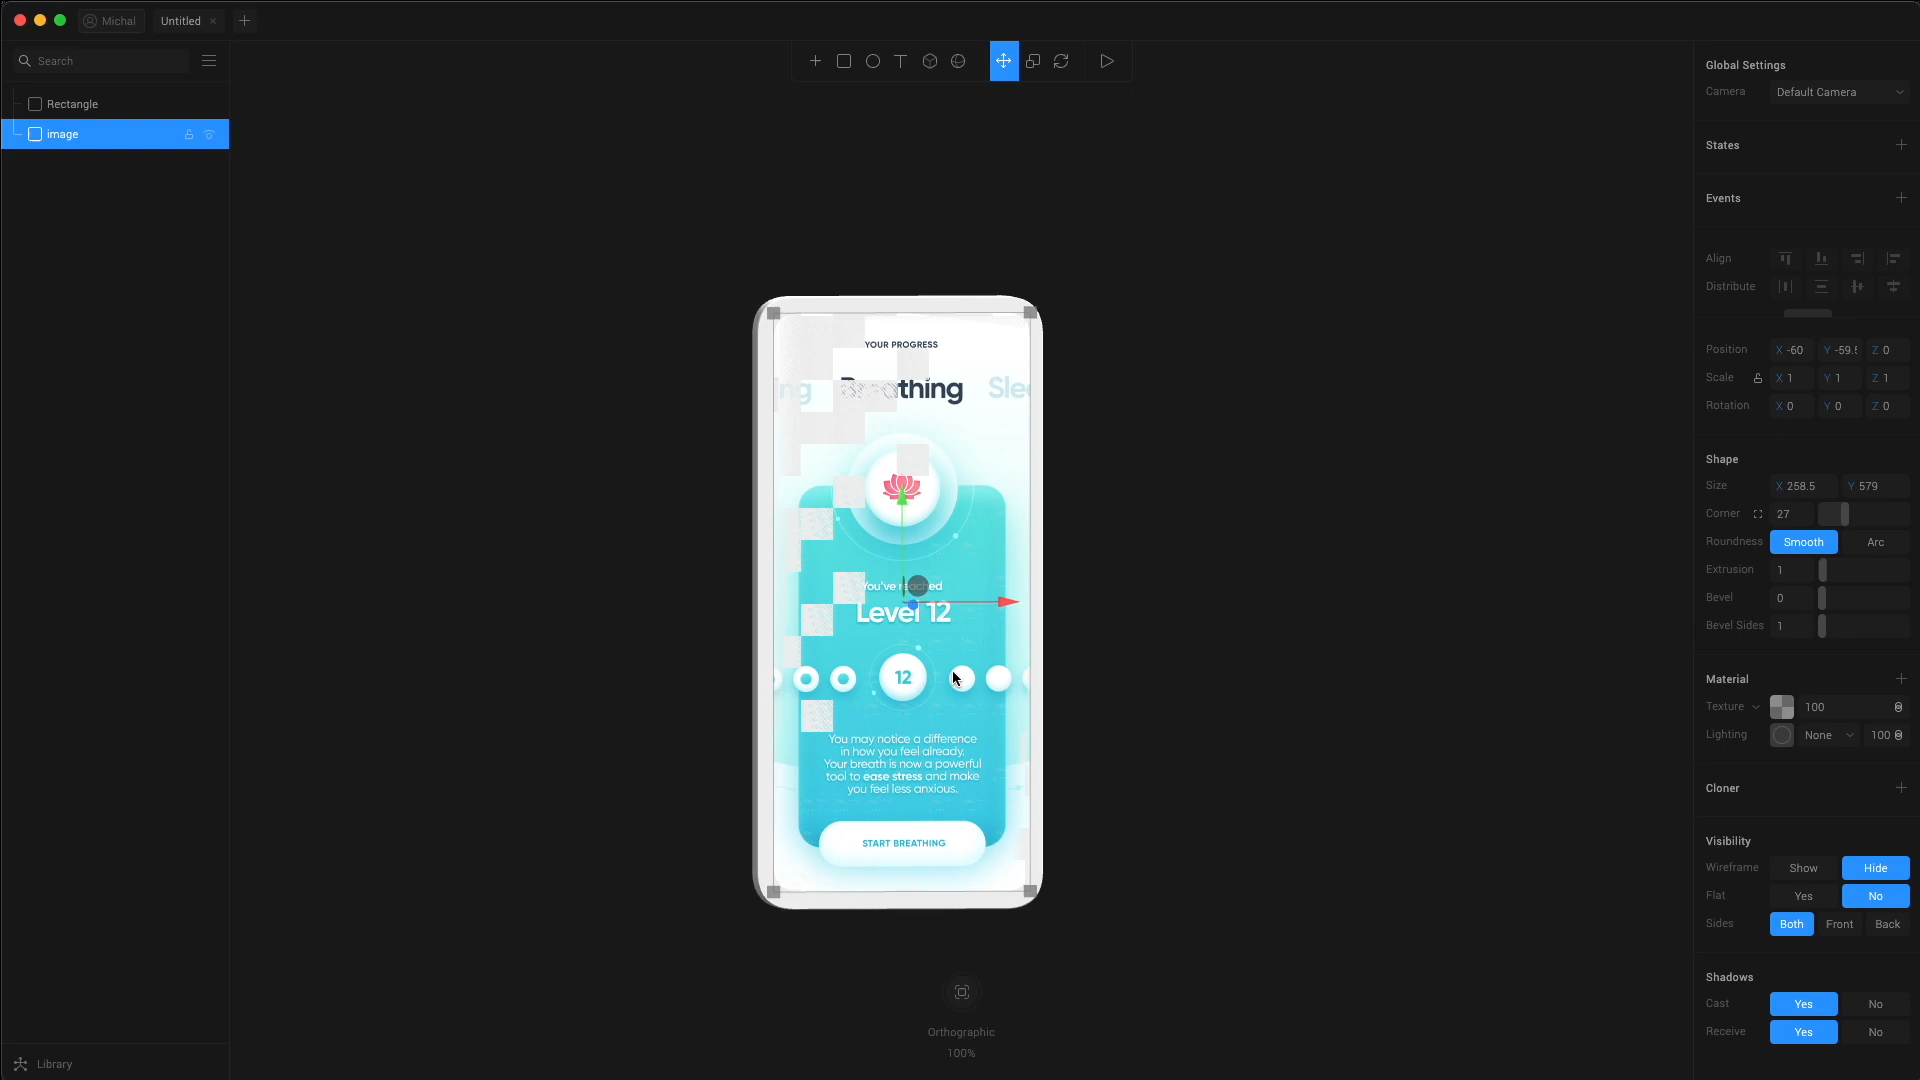 Michal
Untitled
Search
Rectangle
image
Library
YOUR PROGRESS
ing
Breathing
Slee
You've reached
Level 12
12
You may notice a difference
in how you feel already.
Your breath is now a powerful
tool to ease stress and make
you feel less anxious.
START BREATHING
Orthographic
100%
Global Settings
Camera Default Camera
States
Events
Align
Distribute
Position X -60 Y -59.5 Z 0
Scale X 1 Y 1 Z 1
Rotation X 0 Y 0 Z 0
Shape
Size X 258.5 Y 579
Corner 27
Roundness Smooth Arc
Extrusion 1
Bevel 0
Bevel Sides 1
Material
Texture 100
Lighting None 100
Cloner
Visibility
Wireframe Show Hide
Flat Yes No
Sides Both Front Back
Shadows
Cast Yes No
Receive Yes No